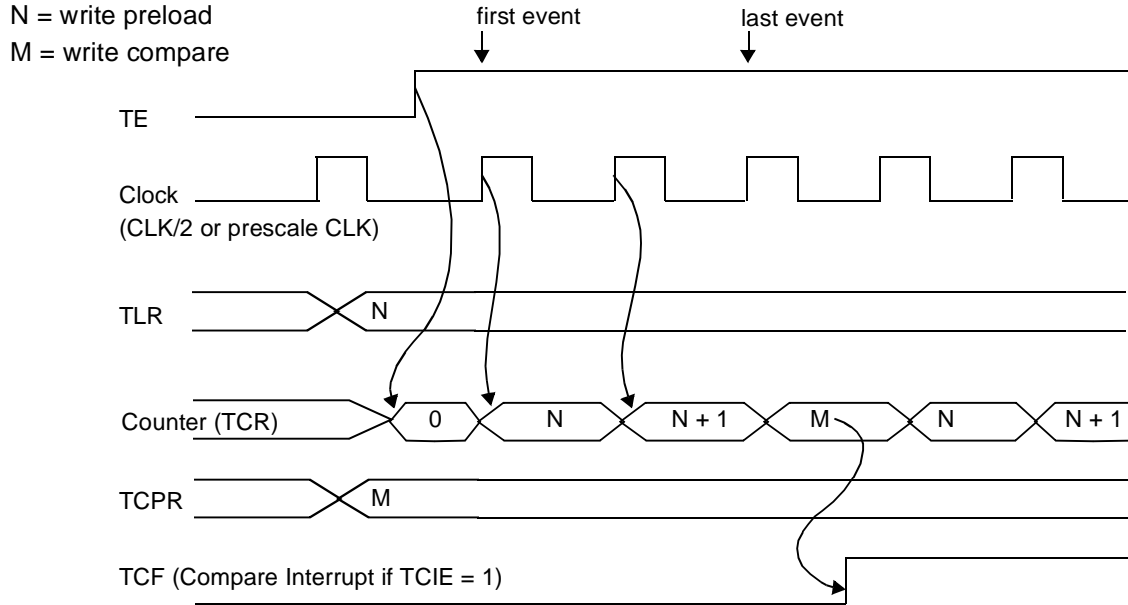 N = write preload
first event
last event
M = write compare
TE
Clock
(CLK/2 or prescale CLK)
TLR
N
Counter (TCR)
0
N
N + 1
M
N
N + 1
TCPR
M
TCF (Compare Interrupt if TCIE = 1)